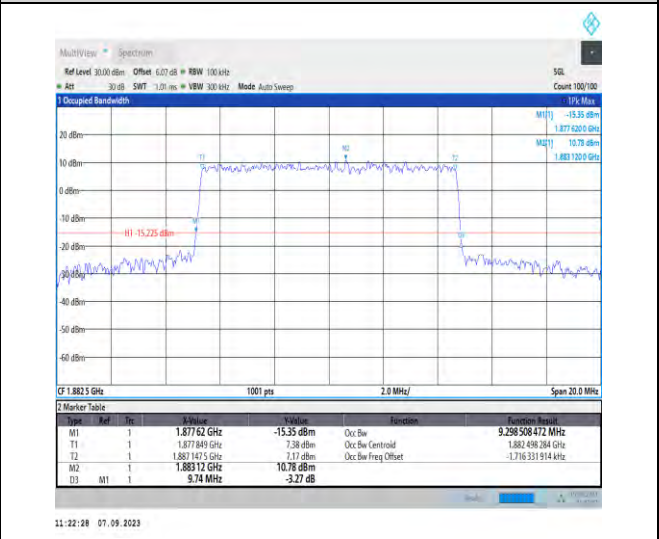 MultiView Spectrum
Ref Level 30.00 dBm Offset 6.07 dB RBW 100 kHz SGL
Att 30 dB SWT 1.01 ms VBW 300 kHz Mode Auto Sweep Count 100/100
1 Occupied Bandwidth 1Pk Max
M1[1] -15.35 dBm
1.877 620 0 GHz
20 dBm
M2[1] 10.78 dBm
1.883 120 0 GHz
M2
T1 T2
10 dBm
0 dBm
-10 dBm
M1
H1 -15.225 dBm
-20 dBm
-30 dBm
-40 dBm
-50 dBm
-60 dBm
CF 1.882 5 GHz 1001 pts 2.0 MHz/ Span 20.0 MHz
2 Marker Table
Type Ref Trc X-Value Y-Value Function Function Result
M1 1 1.877 62 GHz -15.35 dBm Occ Bw 9.298 508 472 MHz
T1 1 1.877 849 GHz 7.38 dBm Occ Bw Centroid 1.882 498 284 GHz
T2 1 1.887 147 5 GHz 7.17 dBm Occ Bw Freq Offset -1.716 331 914 kHz
M2 1 1.883 12 GHz 10.78 dBm
D3 M1 1 9.74 MHz -3.27 dB
11:22:28 07.09.2023